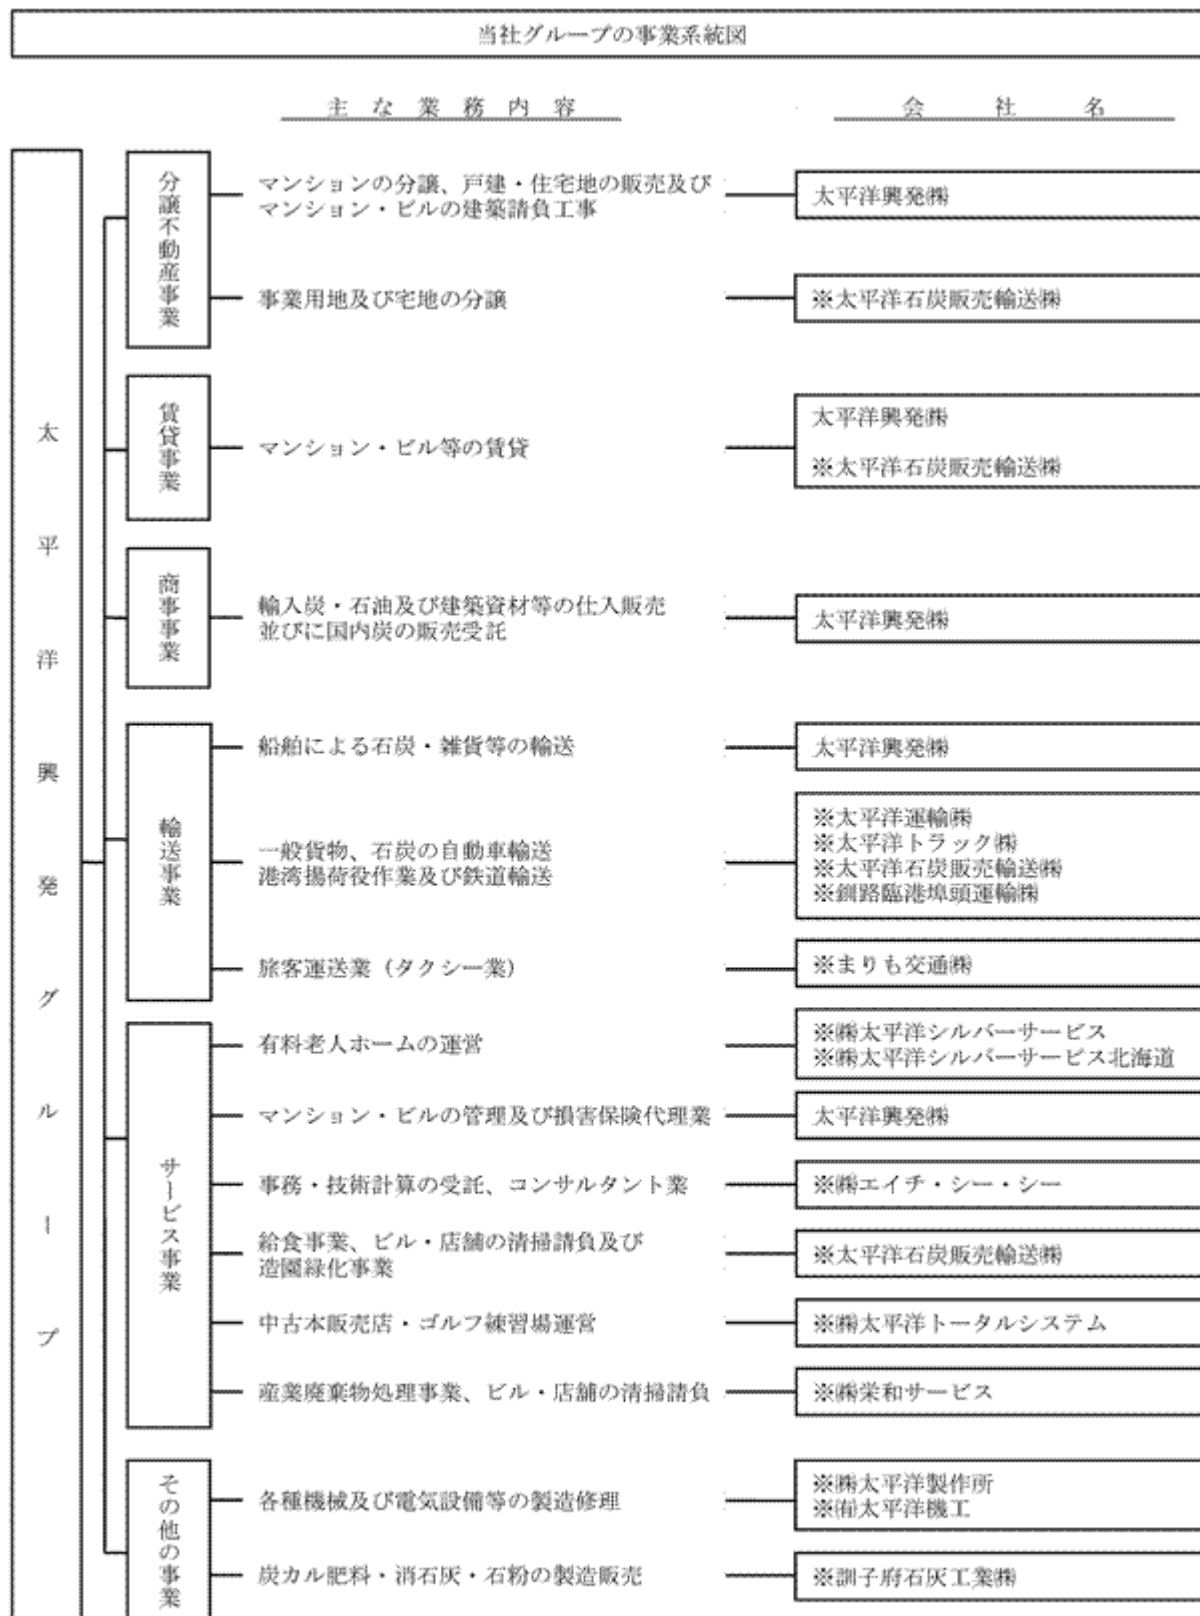 当社グループの事業系統図
主な業務内容
会社名
太平洋興発グループ
分譲不動産事業
マンションの分譲、戸建・住宅地の販売及び
マンション・ビルの建築請負工事
太平洋興発㈱
事業用地及び宅地の分譲
※太平洋石炭販売輸送㈱
賃貸事業
マンション・ビル等の賃貸
太平洋興発㈱
※太平洋石炭販売輸送㈱
商事事業
輸入炭・石油及び建築資材等の仕入販売
並びに国内炭の販売受託
太平洋興発㈱
輸送事業
船舶による石炭・雑貨等の輸送
太平洋興発㈱
一般貨物、石炭の自動車輸送
港湾揚荷役作業及び鉄道輸送
※太平洋運輸㈱
※太平洋トラック㈱
※太平洋石炭販売輸送㈱
※釧路臨港埠頭運輸㈱
旅客運送業（タクシー業）
※まりも交通㈱
サービス事業
有料老人ホームの運営
※㈱太平洋シルバーサービス
※㈱太平洋シルバーサービス北海道
マンション・ビルの管理及び損害保険代理業
太平洋興発㈱
事務・技術計算の受託、コンサルタント業
※㈱エイチ・シー・シー
給食事業、ビル・店舗の清掃請負及び
造園緑化事業
※太平洋石炭販売輸送㈱
中古本販売店・ゴルフ練習場運営
※㈱太平洋トータルシステム
産業廃棄物処理事業、ビル・店舗の清掃請負
※㈱栄和サービス
その他の事業
各種機械及び電気設備等の製造修理
※㈱太平洋製作所
※㈲太平洋機工
炭カル肥料・消石灰・石粉の製造販売
※訓子府石灰工業㈱